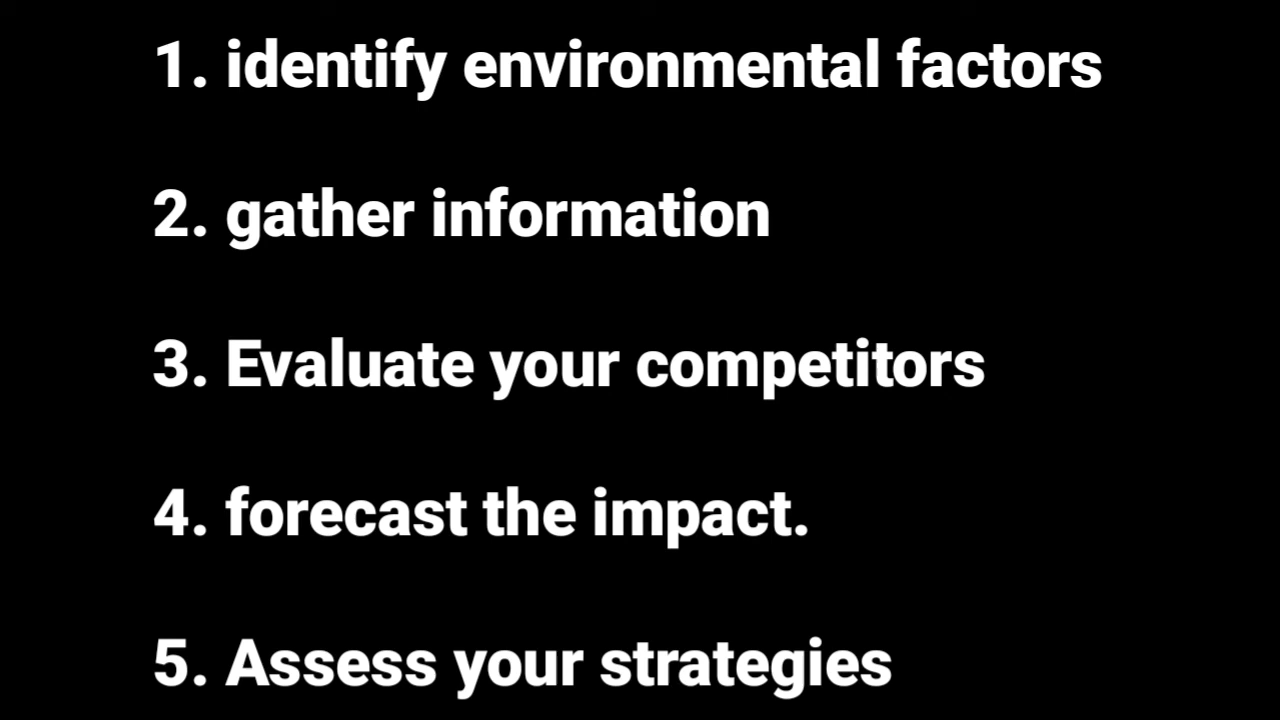 1. identify environmental factors
2. gather information
3. Evaluate your competitors
4. forecast the impact.
5. Assess your strategies